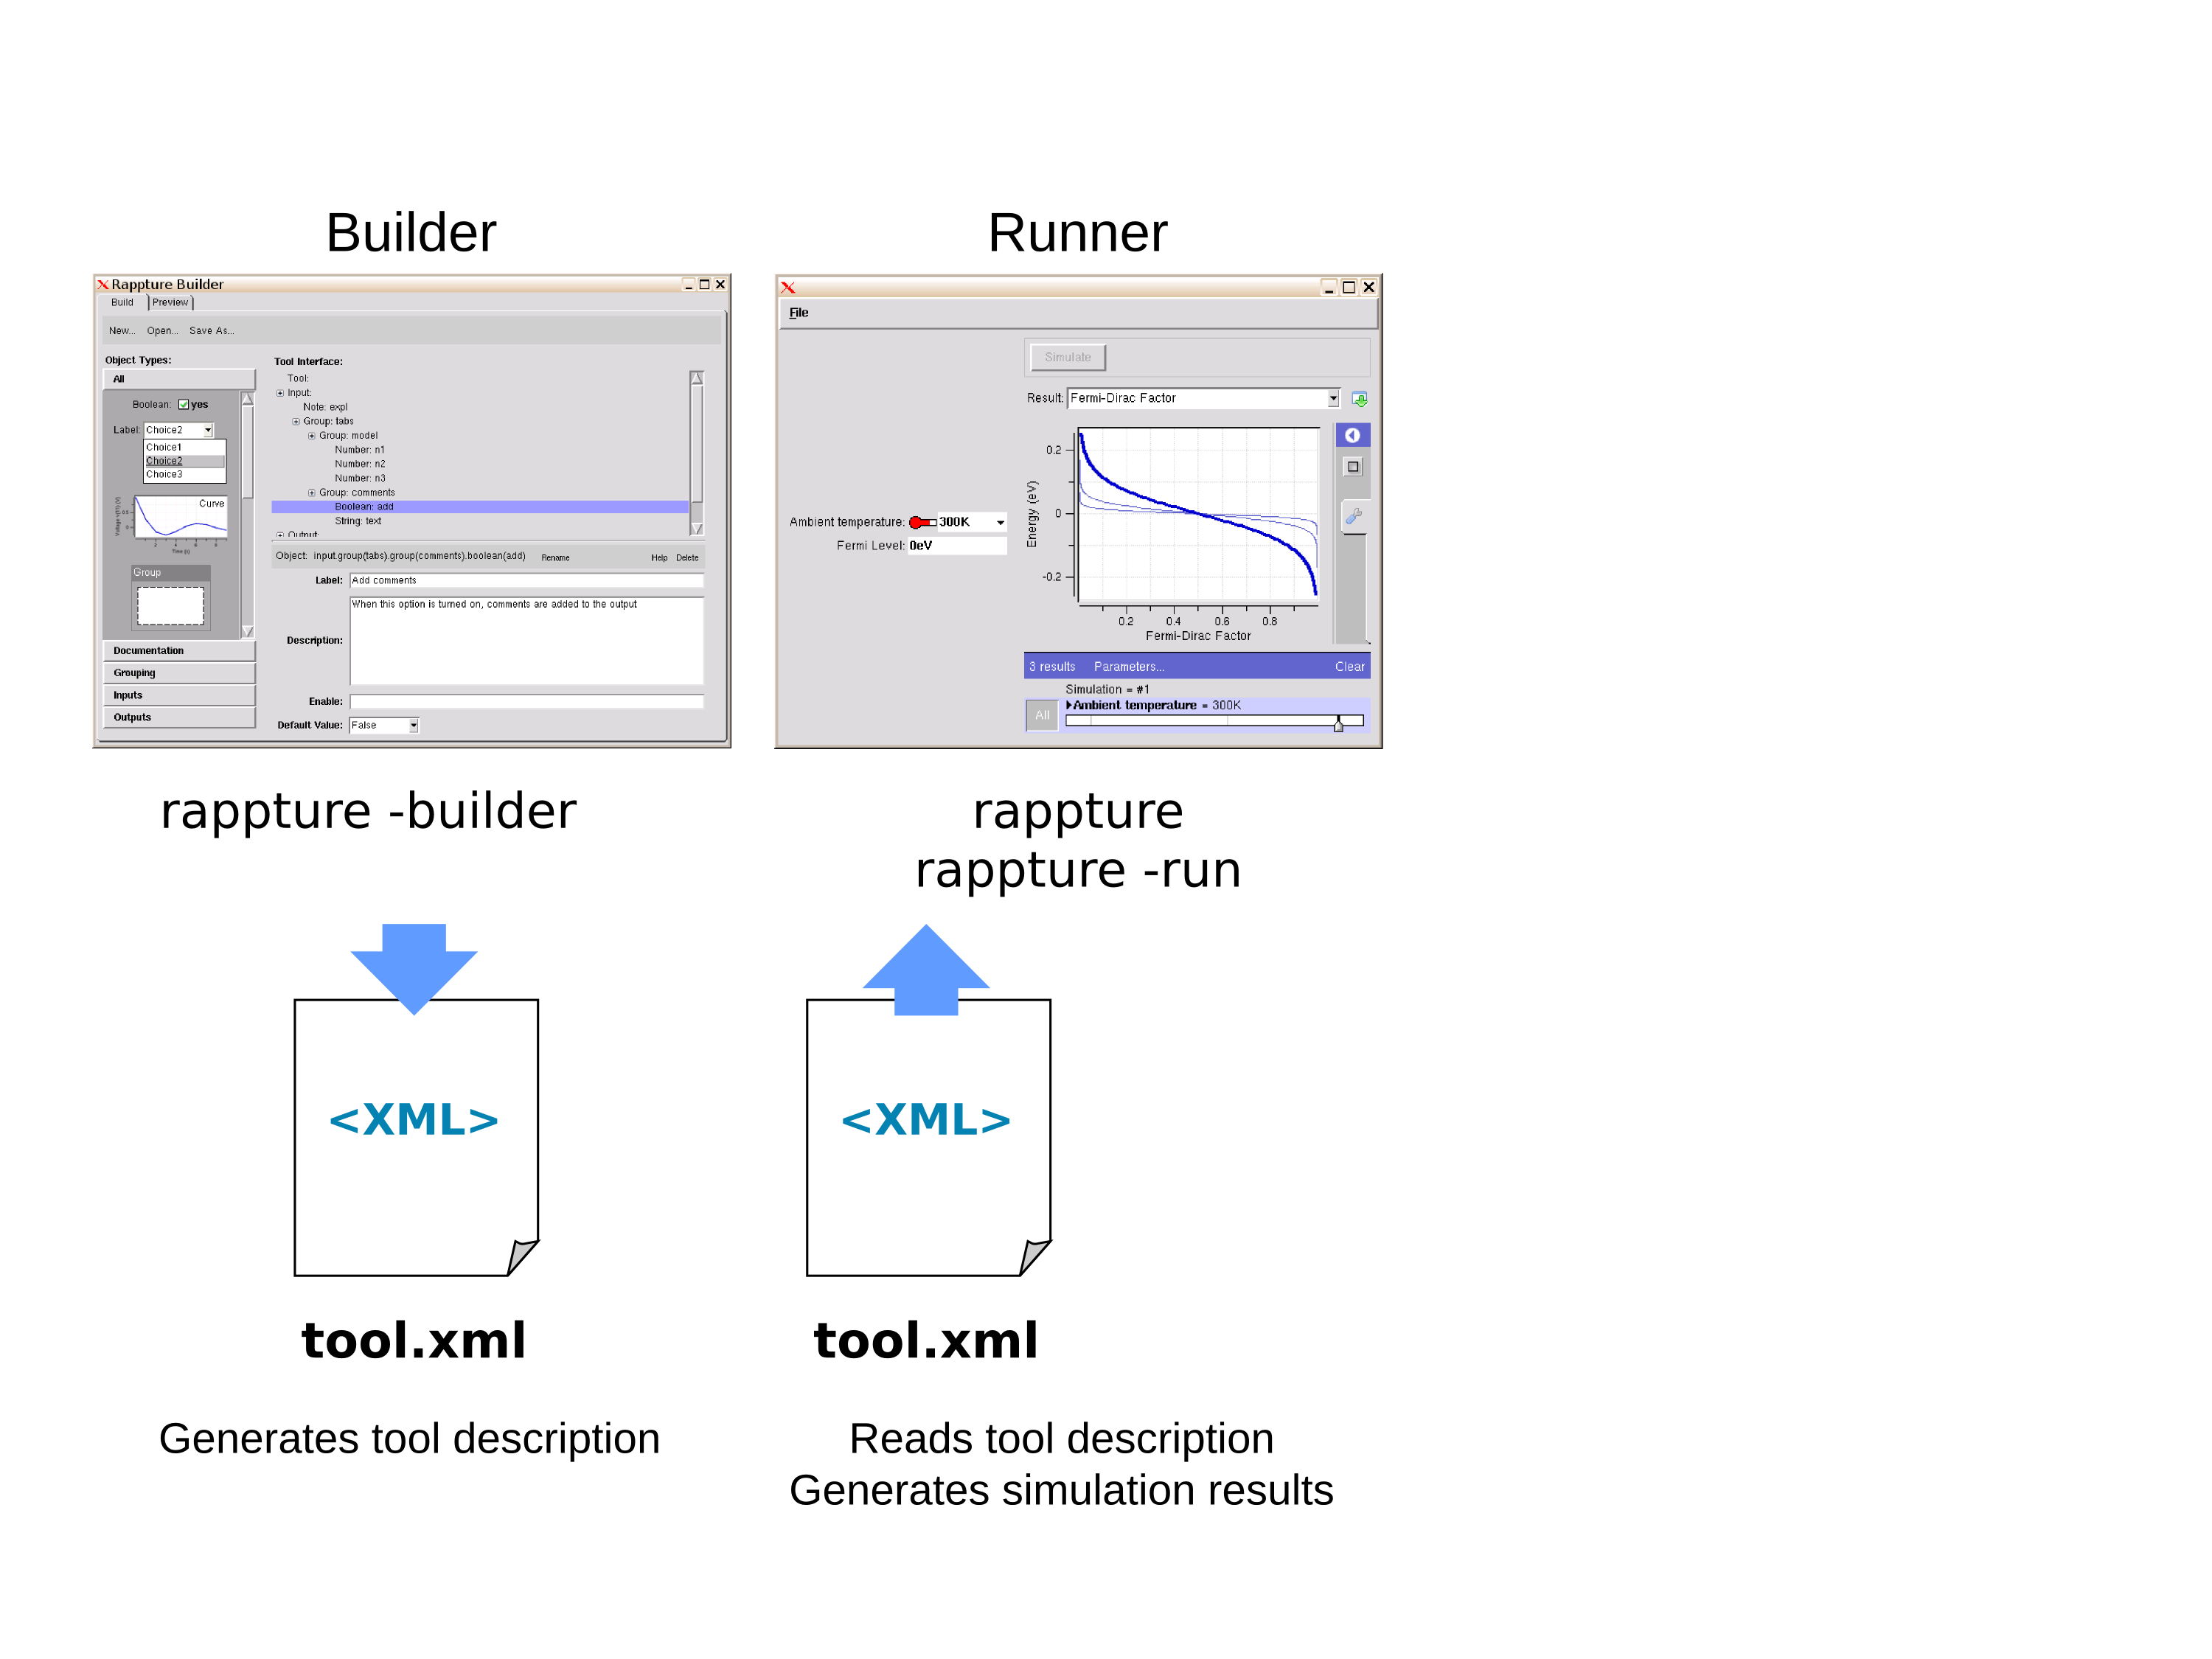 Builder
Rappture Builder
Build Preview
New... Open... Save As...
Object Types:
All
Boolean: yes
Label: Choice2
Choice1
Choice2
Choice3
Curve
Time (s)
Group
Documentation
Grouping
Inputs
Outputs
Tool Interface:
Tool:
Input:
Note: expl
Group: tabs
Group: model
Number: n1
Number: n2
Number: n3
Group: comments
Boolean: add
String: text
Output:
Object: input.group(tabs).group(comments).boolean(add) Rename Help Delete
Label: Add comments
Description: When this option is turned on, comments are added to the output
Enable:
Default Value: False
rappture -builder
<XML>
tool.xml
Generates tool description
Runner
File
Simulate
Result: Fermi-Dirac Factor
Ambient temperature: 300K
Fermi Level: 0eV
Energy (eV)
0.2
0
-0.2
0.2 0.4 0.6 0.8
Fermi-Dirac Factor
3 results Parameters... Clear
Simulation = #1
All
Ambient temperature = 300K
rappture
rappture -run
<XML>
tool.xml
Reads tool description
Generates simulation results